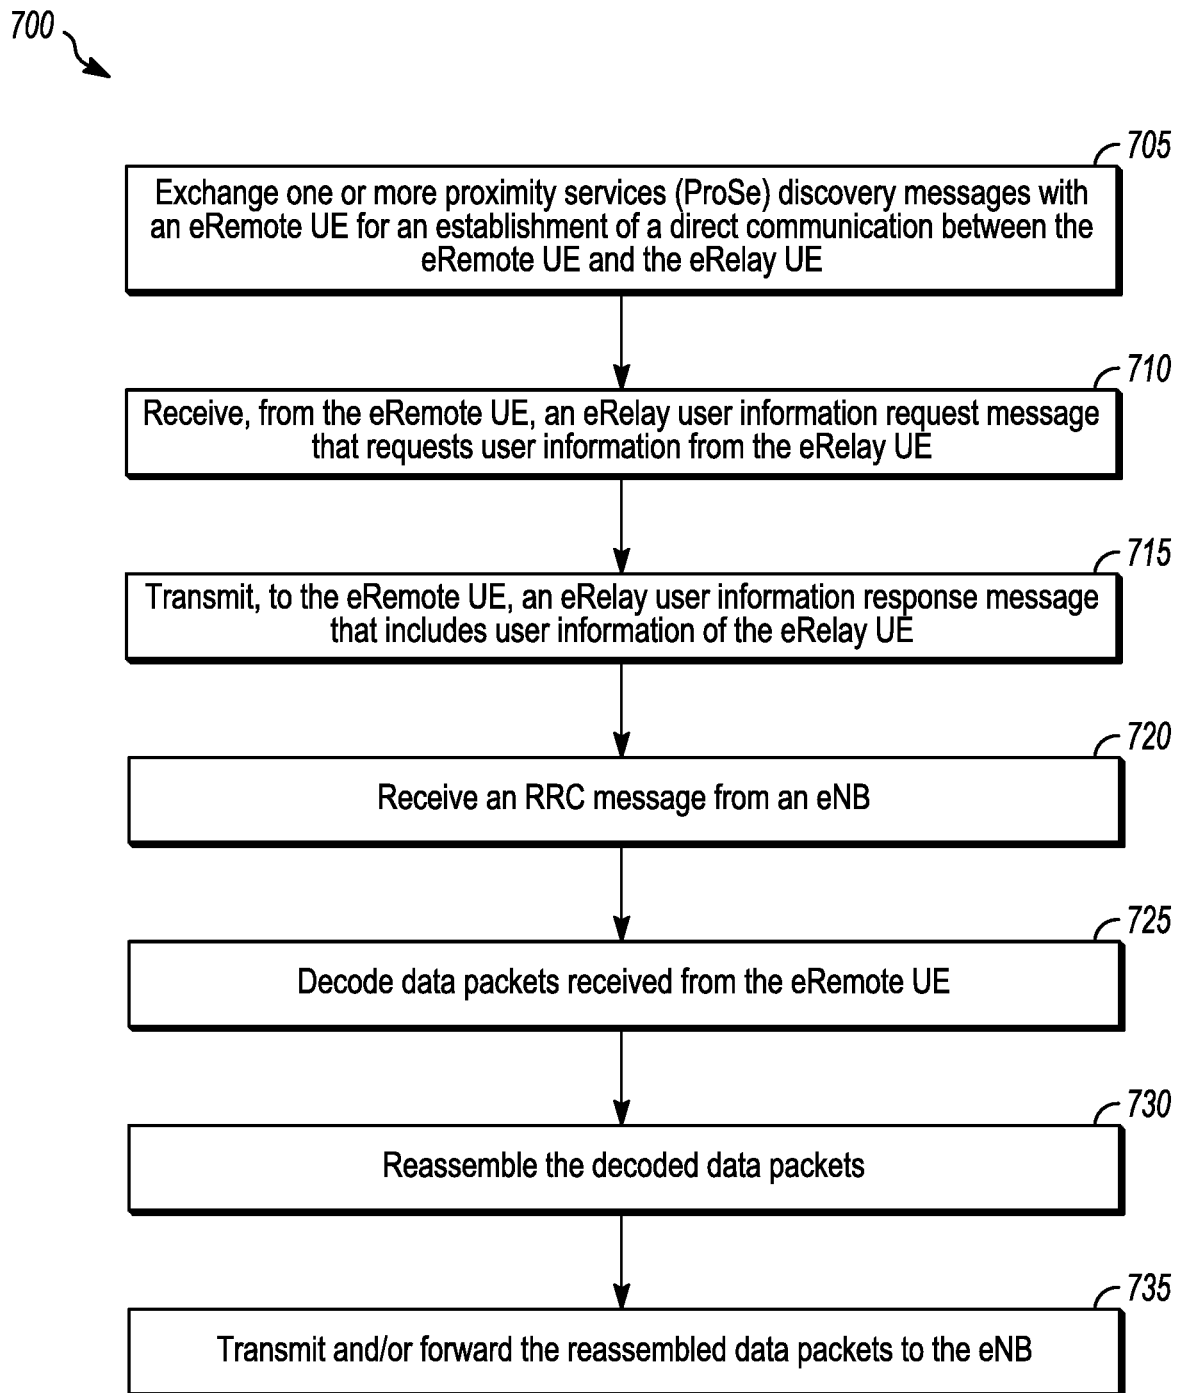 700
705
Exchange one or more proximity services (ProSe) discovery messages with
an eRemote UE for an establishment of a direct communication between the
eRemote UE and the eRelay UE
710
Receive, from the eRemote UE, an eRelay user information request message
that requests user information from the eRelay UE
715
Transmit, to the eRemote UE, an eRelay user information response message
that includes user information of the eRelay UE
720
Receive an RRC message from an eNB
725
Decode data packets received from the eRemote UE
730
Reassemble the decoded data packets
735
Transmit and/or forward the reassembled data packets to the eNB